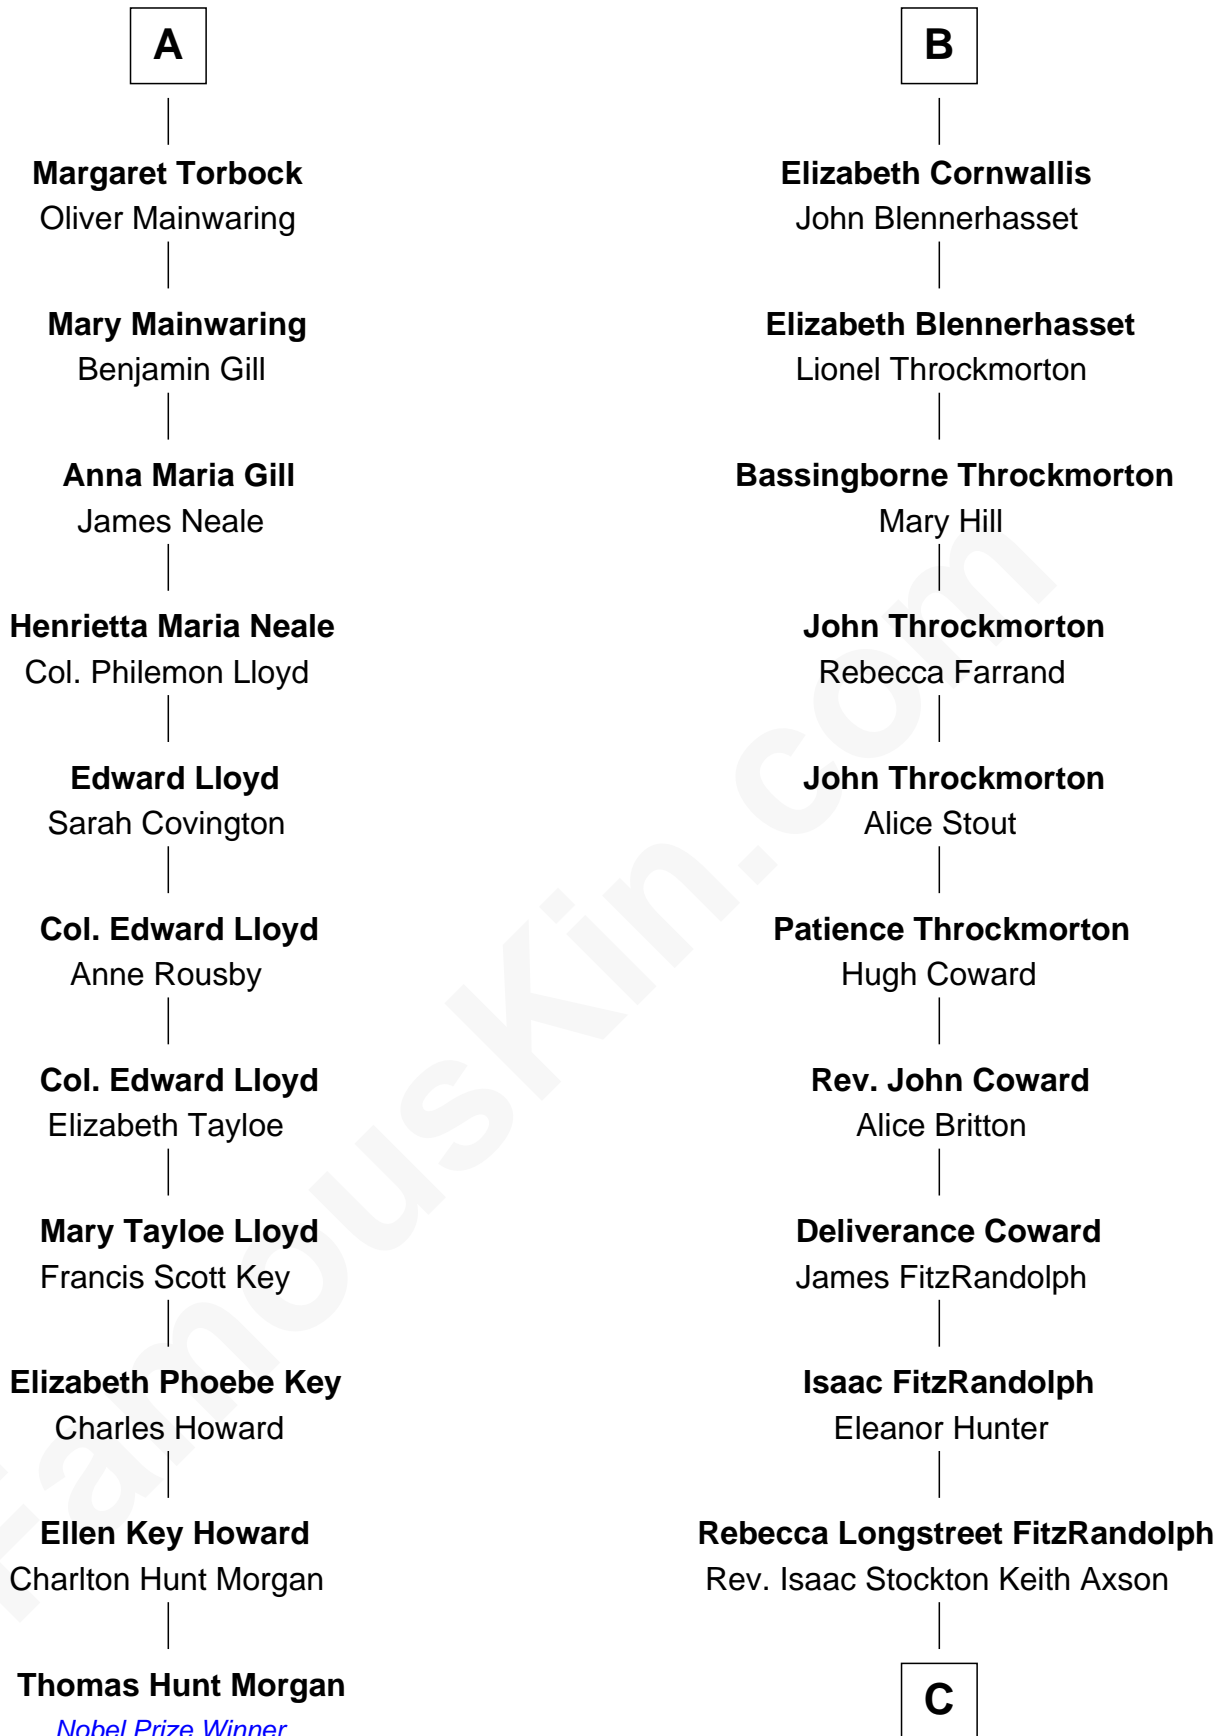 A
Margaret Torbock
Oliver Mainwaring
Mary Mainwaring
Benjamin Gill
Anna Maria Gill
James Neale
Henrietta Maria Neale
Col. Philemon Lloyd
Edward Lloyd
Sarah Covington
Col. Edward Lloyd
Anne Rousby
Col. Edward Lloyd
Elizabeth Tayloe
Mary Tayloe Lloyd
Francis Scott Key
Elizabeth Phoebe Key
Charles Howard
Ellen Key Howard
Charlton Hunt Morgan
Thomas Hunt Morgan
Nobel Prize Winner
B
Elizabeth Cornwallis
John Blennerhasset
Elizabeth Blennerhasset
Lionel Throckmorton
Bassingborne Throckmorton
Mary Hill
John Throckmorton
Rebecca Farrand
John Throckmorton
Alice Stout
Patience Throckmorton
Hugh Coward
Rev. John Coward
Alice Britton
Deliverance Coward
James FitzRandolph
Isaac FitzRandolph
Eleanor Hunter
Rebecca Longstreet FitzRandolph
Rev. Isaac Stockton Keith Axson
C
FamousKin.com